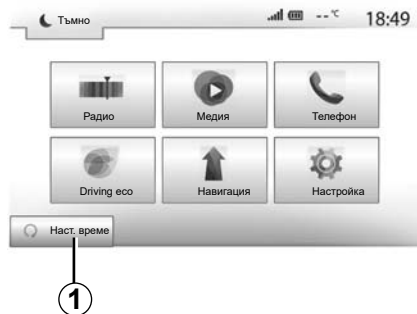 Тъмно
--°C
18:49
Радио
Медия
Телефон
Driving eco
Навигация
Настройка
Наст. време
1